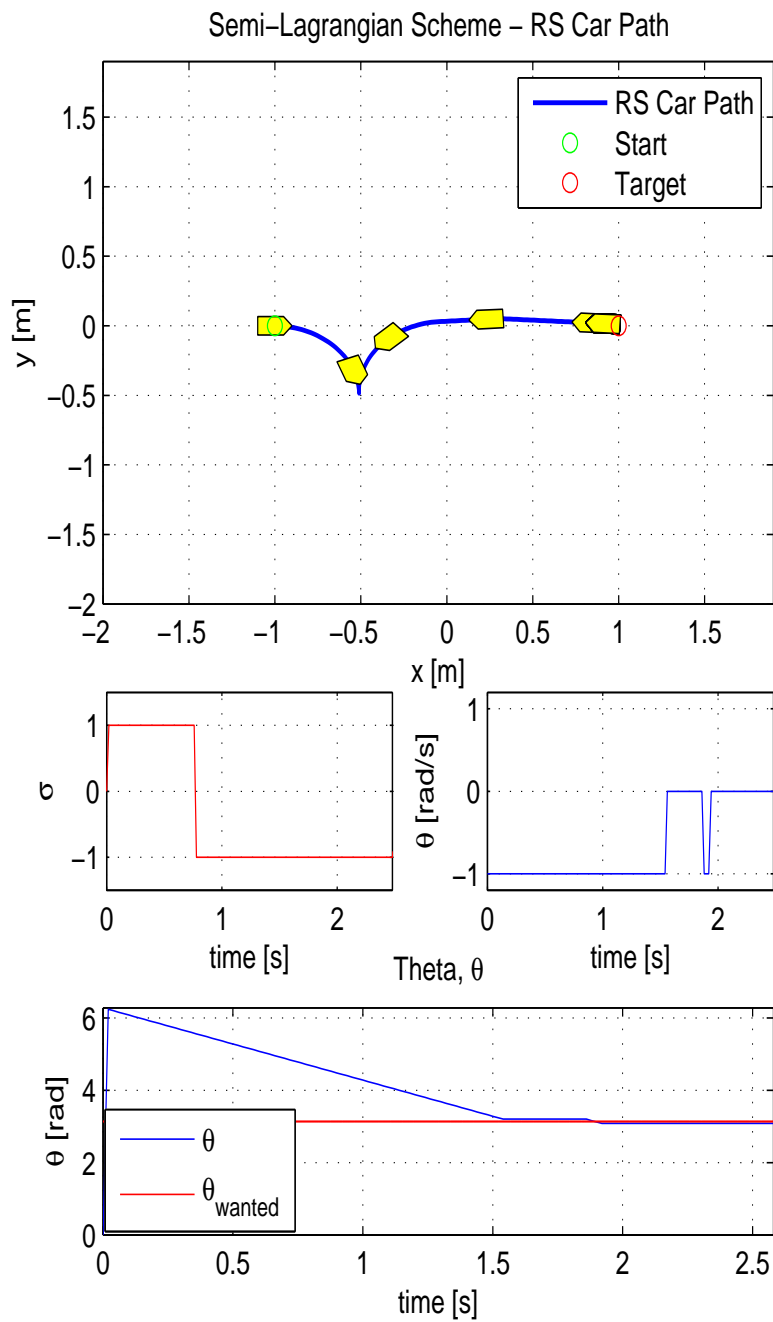 Semi−Lagrangian Scheme − RS Car Path
RS Car Path
Start
Target
1.5
1
0.5
0
−0.5
−1
−1.5
−2
y [m]
−2 −1.5 −1 −0.5 0 0.5 1 1.5
x [m]
1
0
−1
σ
0 1 2
time [s]
1
0
−1
θ [rad/s]
0 1 2
time [s]
Theta, θ
6
4
2
0
θ [rad]
θ
θwanted
0 0.5 1 1.5 2 2.5
time [s]